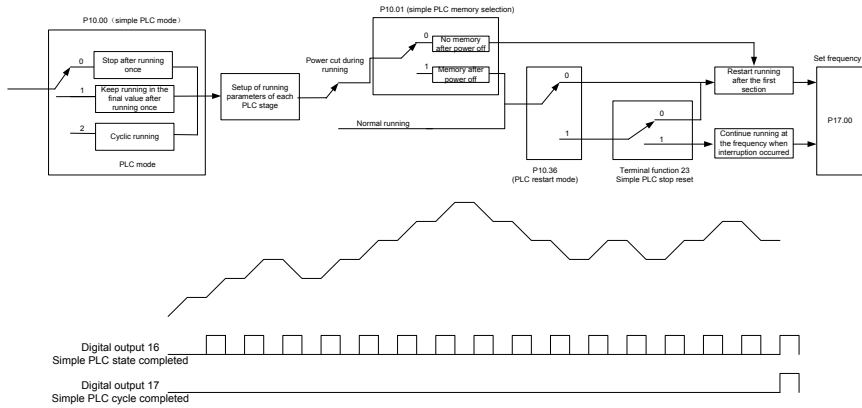 P10.00（simple PLC mode)
0
Stop after running
once
1
Keep running in the
final value after
running once
2
Cyclic running
PLC mode
Setup of running
parameters of each
PLC stage
Power cut during
running
Normal running
P10.01 (simple PLC memory selection)
0
No memory
after power off
1
Memory after
power off
0
1
P10.36
(PLC restart mode)
0
1
Terminal function 23
Simple PLC stop reset
Restart running
after the first
section
Continue running at
the frequency when
interruption occurred
Set frequency
P17.00
Digital output 16
Simple PLC state completed
Digital output 17
Simple PLC cycle completed